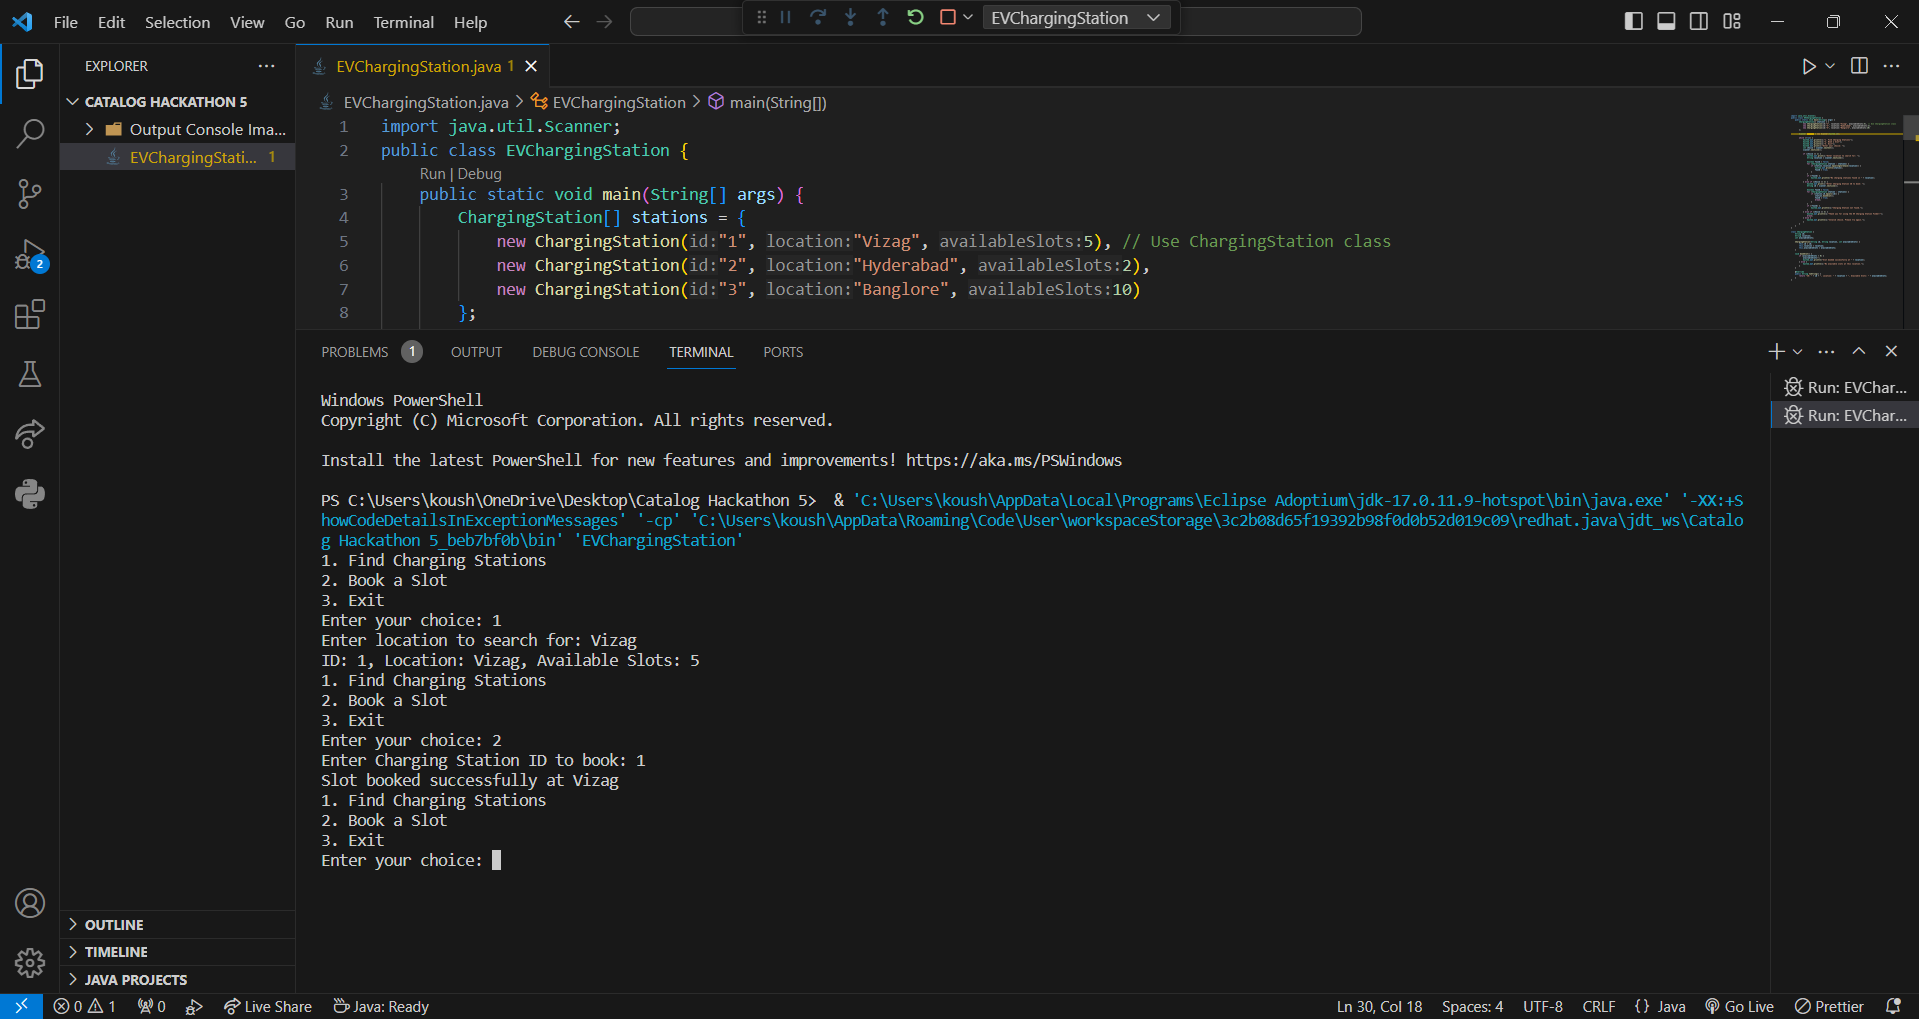 File Edit Selection View Go Run Terminal Help
EVChargingStation
EXPLORER
EVChargingStation.java 1
CATALOG HACKATHON 5
Output Console Ima...
EVChargingStati... 1
2
EVChargingStation.java > EVChargingStation > main(String[])
1 import java.util.Scanner;
2 public class EVChargingStation {
Run | Debug
3 public static void main(String[] args) {
4 ChargingStation[] stations = {
5 new ChargingStation(id:"1", location:"Vizag", availableSlots:5), // Use ChargingStation class
6 new ChargingStation(id:"2", location:"Hyderabad", availableSlots:2),
7 new ChargingStation(id:"3", location:"Banglore", availableSlots:10)
8 };
PROBLEMS 1 OUTPUT DEBUG CONSOLE TERMINAL PORTS
Run: EVChar...
Run: EVChar...
Windows PowerShell
Copyright (C) Microsoft Corporation. All rights reserved.
Install the latest PowerShell for new features and improvements! https://aka.ms/PSWindows
PS C:\Users\koush\OneDrive\Desktop\Catalog Hackathon 5> & 'C:\Users\koush\AppData\Local\Programs\Eclipse Adoptium\jdk-17.0.11.9-hotspot\bin\java.exe' '-XX:+S
howCodeDetailsInExceptionMessages' '-cp' 'C:\Users\koush\AppData\Roaming\Code\User\workspaceStorage\3c2b08d65f19392b98f0d0b52d019c09\redhat.java\jdt_ws\Catalo
g Hackathon 5_beb7bf0b\bin' 'EVChargingStation'
1. Find Charging Stations
2. Book a Slot
3. Exit
Enter your choice: 1
Enter location to search for: Vizag
ID: 1, Location: Vizag, Available Slots: 5
1. Find Charging Stations
2. Book a Slot
3. Exit
Enter your choice: 2
Enter Charging Station ID to book: 1
Slot booked successfully at Vizag
1. Find Charging Stations
2. Book a Slot
3. Exit
Enter your choice:
OUTLINE
TIMELINE
JAVA PROJECTS
0 1 0 Live Share Java: Ready Ln 30, Col 18 Spaces: 4 UTF-8 CRLF {} Java Go Live Prettier